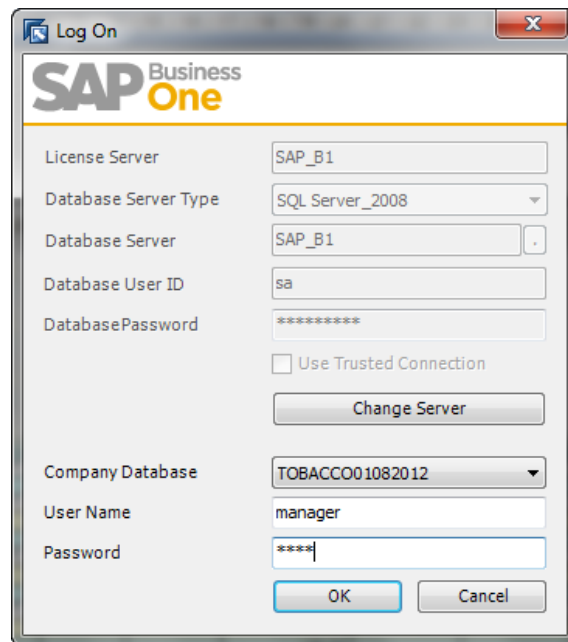 Log On
SAP Business One
License Server SAP_B1
Database Server Type SQL Server_2008
Database Server SAP_B1 .
Database User ID sa
DatabasePassword *********
Use Trusted Connection
Change Server
Company Database TOBACCO01082012
User Name manager
Password ****
OK Cancel